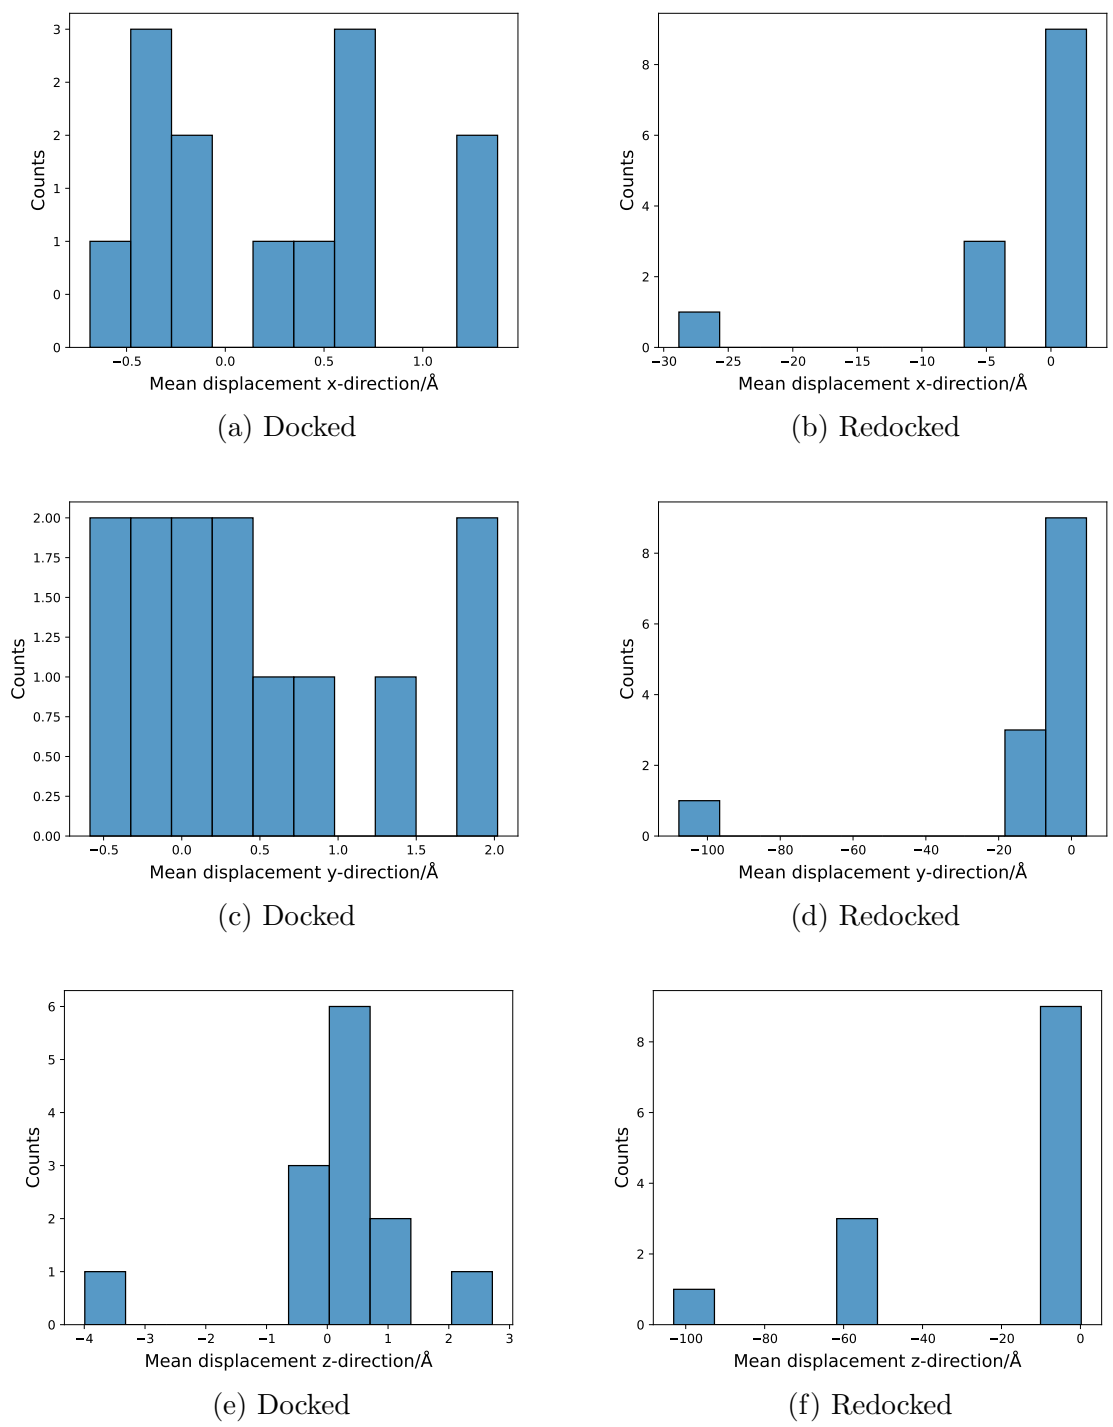 3
2
2
1
1
0
0
Counts
−0.5 0.0 0.5 1.0
Mean displacement x-direction/Å
(a) Docked
8
6
4
2
0
Counts
−30 −25 −20 −15 −10 −5 0
Mean displacement x-direction/Å
(b) Redocked
2.00
1.75
1.50
1.25
1.00
0.75
0.50
0.25
0.00
Counts
−0.5 0.0 0.5 1.0 1.5 2.0
Mean displacement y-direction/Å
(c) Docked
8
6
4
2
0
Counts
−100 −80 −60 −40 −20 0
Mean displacement y-direction/Å
(d) Redocked
6
5
4
3
2
1
0
Counts
−4 −3 −2 −1 0 1 2 3
Mean displacement z-direction/Å
(e) Docked
8
6
4
2
0
Counts
−100 −80 −60 −40 −20 0
Mean displacement z-direction/Å
(f) Redocked